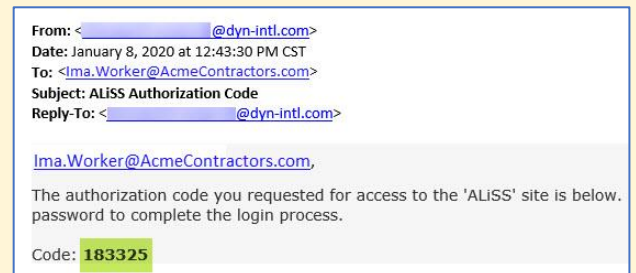 From: < @dyn-intl.com>
Date: January 8, 2020 at 12:43:30 PM CST
To: <Ima.Worker@AcmeContractors.com>
Subject: ALiSS Authorization Code
Reply-To: < @dyn-intl.com>
Ima.Worker@AcmeContractors.com,
The authorization code you requested for access to the 'ALiSS' site is below.
password to complete the login process.
Code: 183325